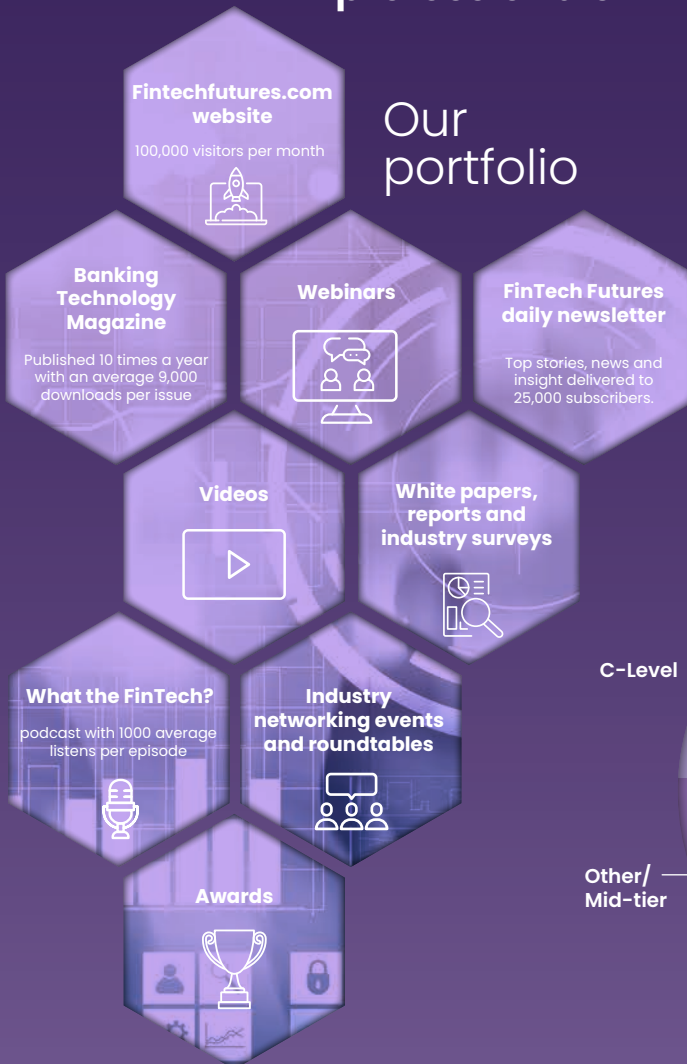 Our
portfolio
Fintechfutures.com
website
100,000 visitors per month
Banking
Technology
Magazine
Published 10 times a year
with an average 9,000
downloads per issue
Webinars
FinTech Futures
daily newsletter
Top stories, news and
insight delivered to
25,000 subscribers.
Videos
White papers,
reports and
industry surveys
What the FinTech?
podcast with 1000 average
listens per episode
Industry
networking events
and roundtables
Awards
C-Level
Other/
Mid-tier